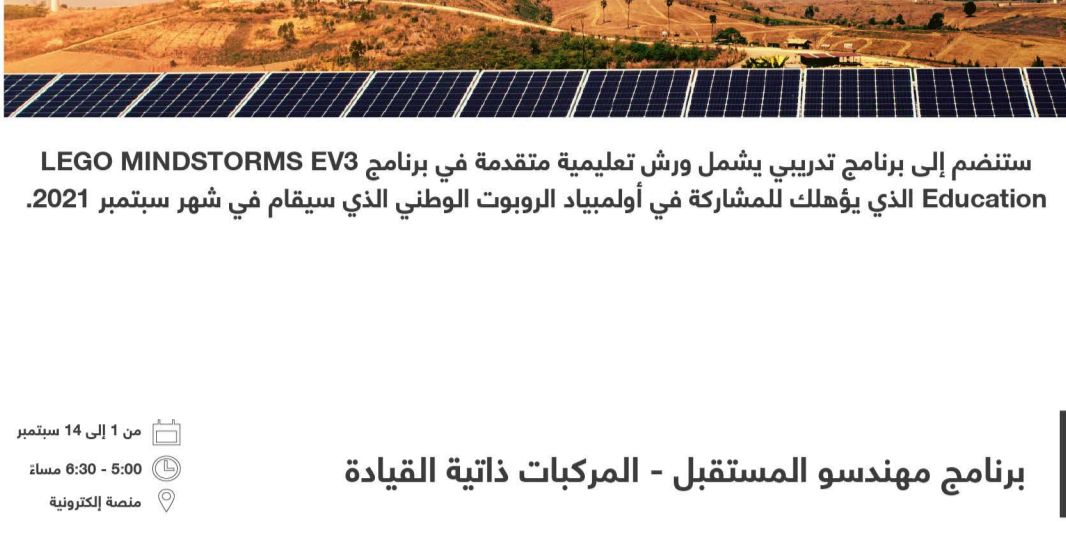 ستنضم إلى برنامج تدريبي يشمل ورش تعليمية متقدمة في برنامج LEGO MINDSTORMS EV3
Education الذي يؤهلك للمشاركة في أولمبياد الروبوت الوطني الذي سيقام في شهر سبتمبر 2021.
برنامج مهندسو المستقبل - المركبات ذاتية القيادة
من 1 إلى 14 سبتمبر
5:00 - 6:30 مساءً
منصة إلكترونية